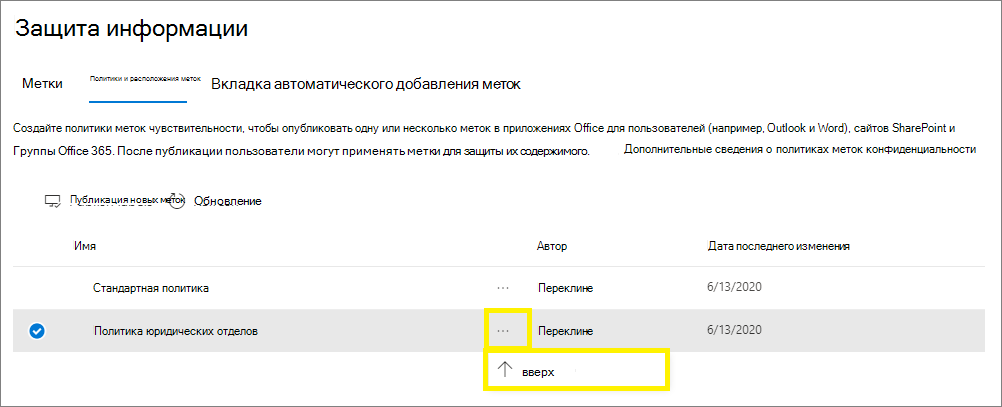 Защита информации
Метки Политики и расположения меток Вкладка автоматического добавления меток
Создайте политики меток чувствительности, чтобы опубликовать одну или несколько меток в приложениях Office для пользователей (например, Outlook и Word), сайтов SharePoint и
Группы Office 365. После публикации пользователи могут применять метки для защиты их содержимого. Дополнительные сведения о политиках меток конфиденциальности
Публикация новых меток Обновление
Имя Автор Дата последнего изменения
Стандартная политика ... Переклине 6/13/2020
Политика юридических отделов ... Переклине 6/13/2020
вверх